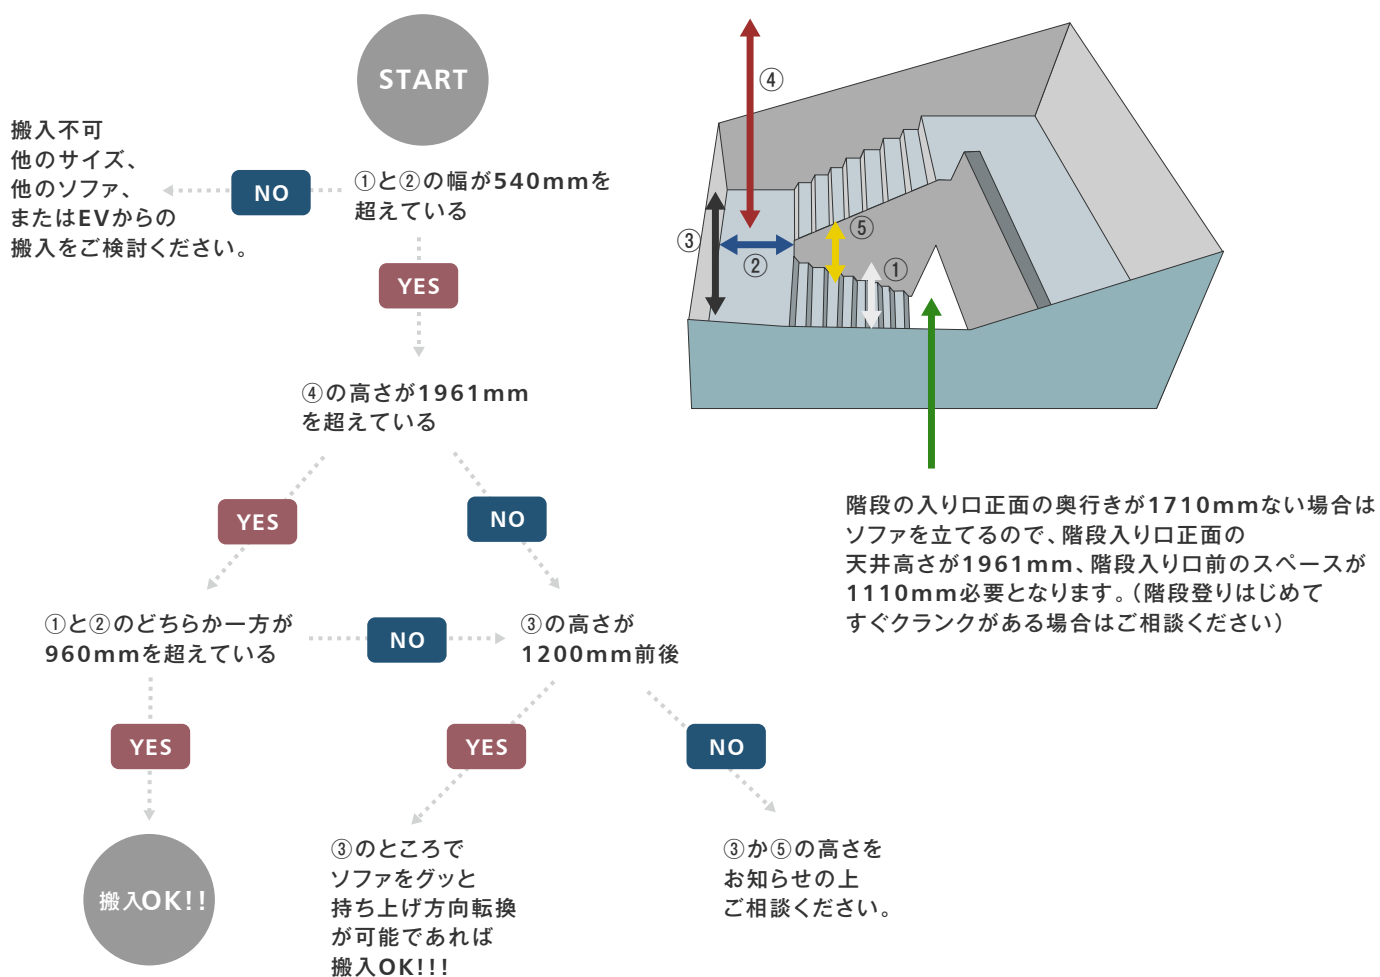 START
搬入不可
他のサイズ、
他のソファ、
またはEVからの
搬入をご検討ください。
NO
①と②の幅が540mmを
超えている
YES
④の高さが1961mm
を超えている
YES
NO
①と②のどちらか一方が
960mmを超えている
NO
③の高さが
1200mm前後
YES
YES
NO
搬入OK!!
③のところで
ソファをグッと
持ち上げ方向転換
が可能であれば
搬入OK!!!
③か⑤の高さを
お知らせの上
ご相談ください。
④
③
②
⑤
①
階段の入り口正面の奥行きが1710mmない場合は
ソファを立てるので、階段入り口正面の
天井高さが1961mm、階段入り口前のスペースが
1110mm必要となります。(階段登りはじめて
すぐクランクがある場合はご相談ください)